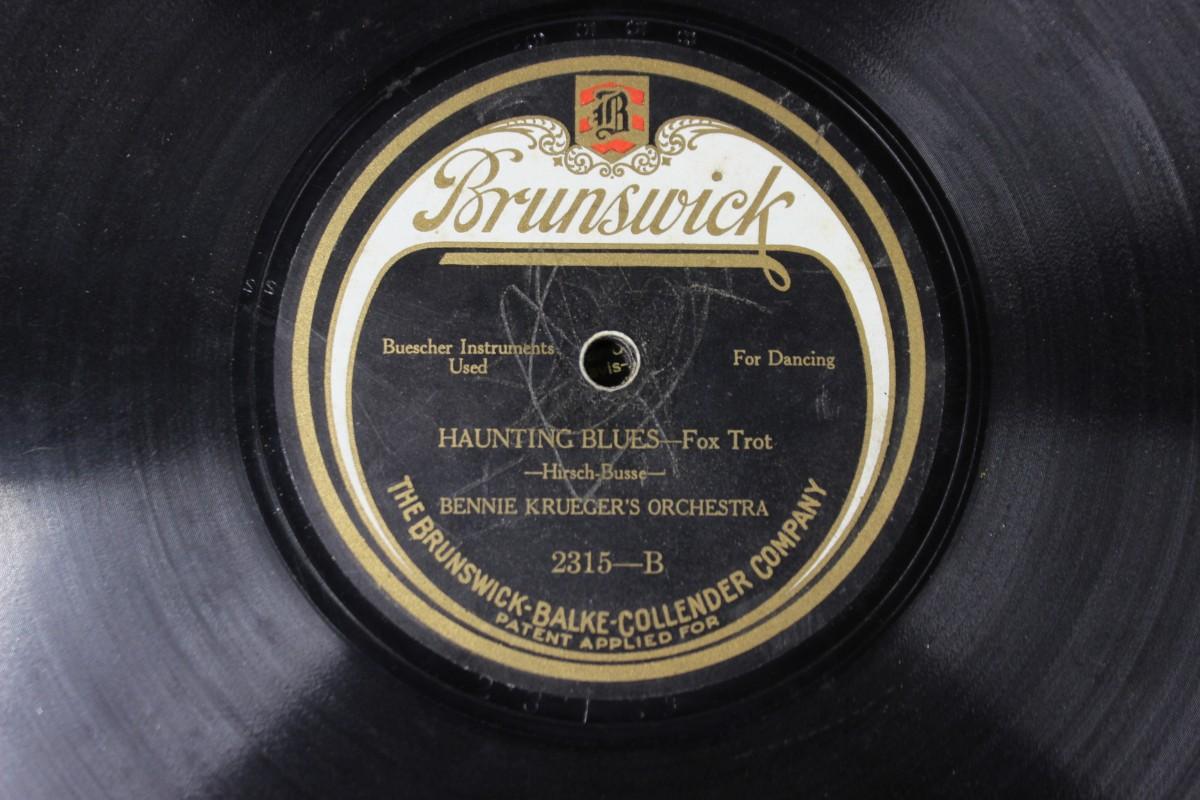 B
Brunswick
Buescher Instruments
Used
For Dancing
HAUNTING BLUES—Fox Trot
—Hirsch-Busse—
BENNIE KRUEGER'S ORCHESTRA
2315—B
THE BRUNSWICK-BALKE-COLLENDER COMPANY
PATENT APPLIED FOR